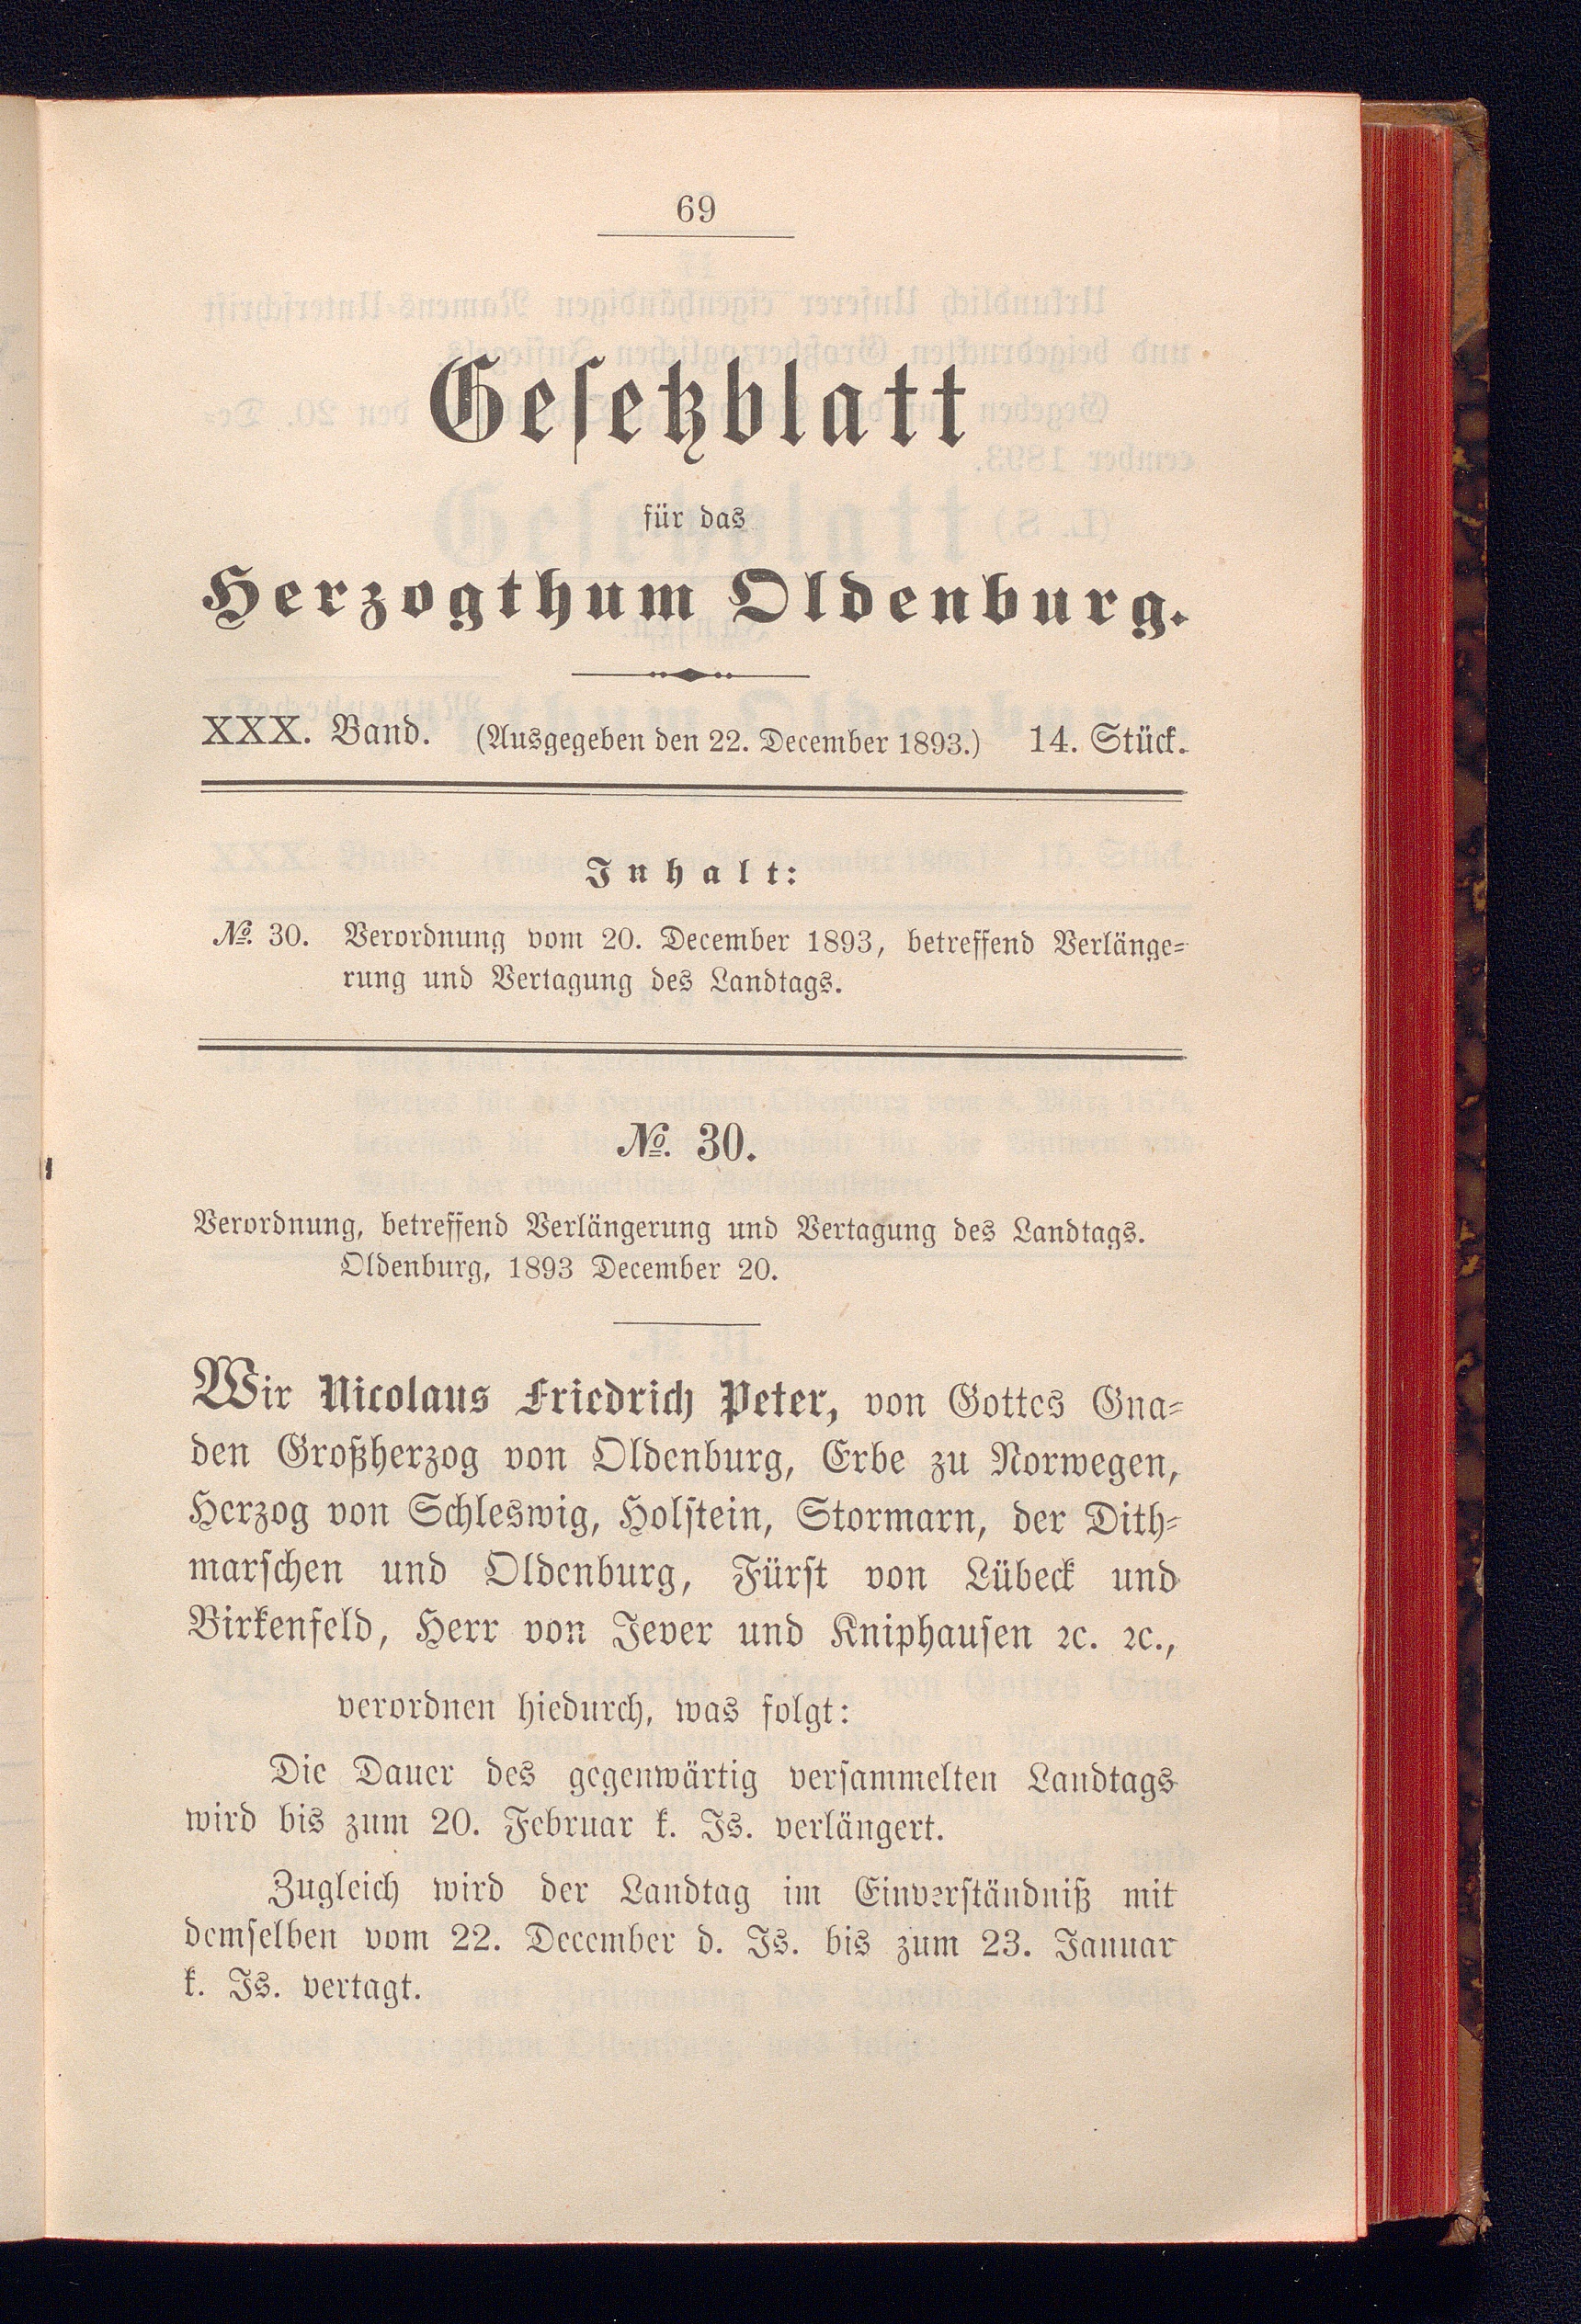 69
Gesetzblatt
für das
Herzogthum Oldenburg.
XXX. Band. (Ausgegeben den 22. December 1893.) 14. Stück.
Inhalt:
№. 30. Verordnung vom 20. December 1893, betreffend Verlänge-
rung und Vertagung des Landtags.
№. 30.
Verordnung, betreffend Verlängerung und Vertagung des Landtags.
Oldenburg, 1893 December 20.
Wir Nicolaus Friedrich Peter, von Gottes Gna-
den Großherzog von Oldenburg, Erbe zu Norwegen,
Herzog von Schleswig, Holstein, Stormarn, der Dith-
marschen und Oldenburg, Fürst von Lübeck und
Birkenfeld, Herr von Jever und Kniphausen ꝛc. ꝛc.,
verordnen hiedurch, was folgt:
Die Dauer des gegenwärtig versammelten Landtags
wird bis zum 20. Februar k. Js. verlängert.
Zugleich wird der Landtag im Einverständniß mit
demselben vom 22. December d. Js. bis zum 23. Januar
k. Js. vertagt.